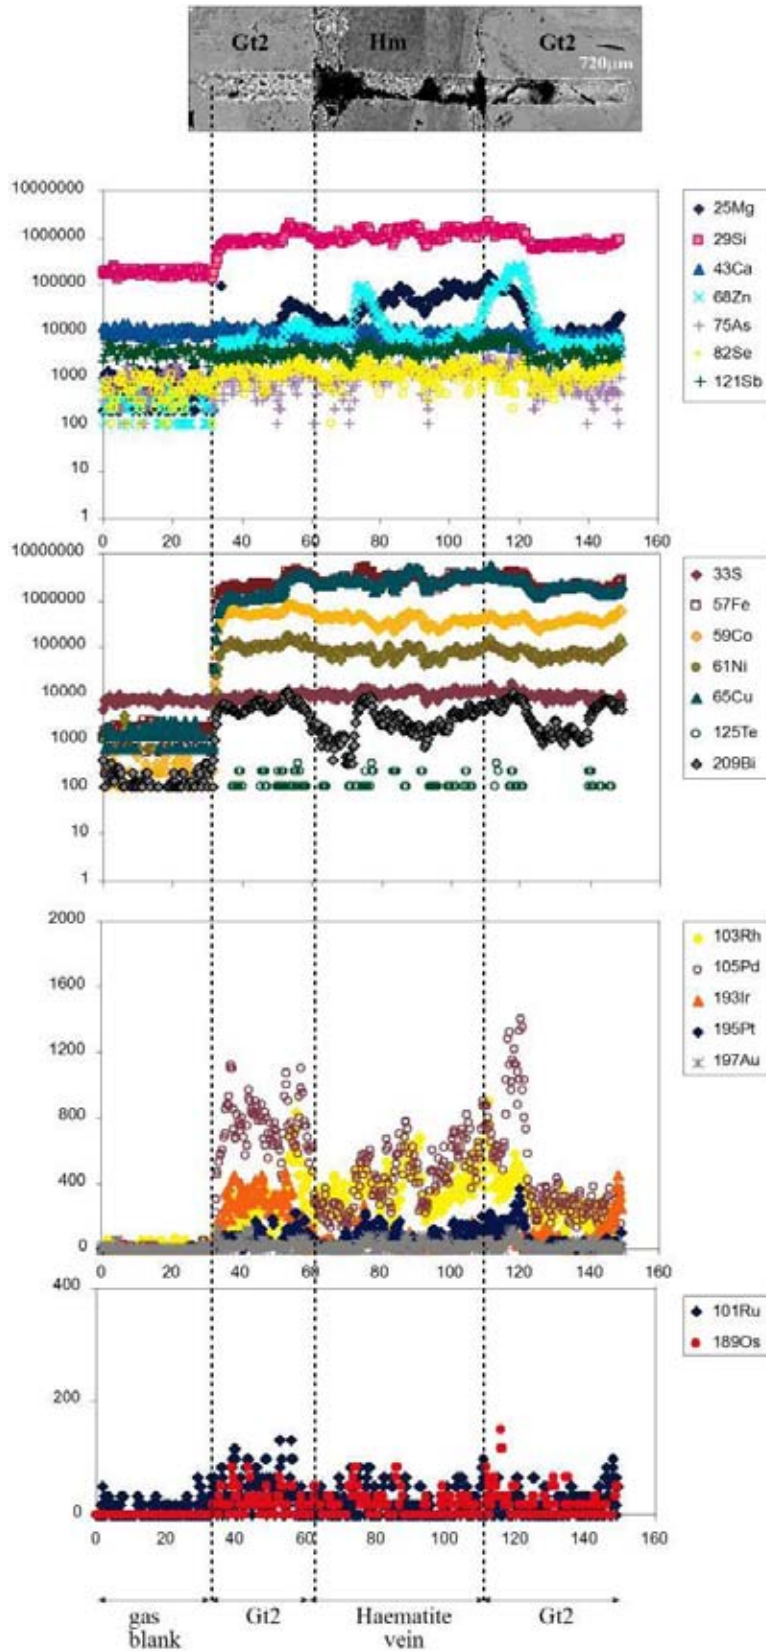 Gt2 Gt3 Hm Gt2
720µm
10000000
1000000
100000
10000
1000
100
10
1
0 20 40 60 80 100 120 140 160
25Mg
29Si
43Ca
68Zn
75As
82Se
121Sb
10000000
1000000
100000
10000
1000
100
10
1
0 20 40 60 80 100 120 140 160
33S
57Fe
59Co
61Ni
65Cu
125Te
209Bi
2000
1600
1200
800
400
0
0 20 40 60 80 100 120 140 160
103Rh
105Pd
193Ir
195Pt
197Au
400
200
0
0 20 40 60 80 100 120 140 160
101Ru
189Os
gas blank
Gt2
Haematite vein
Gt2